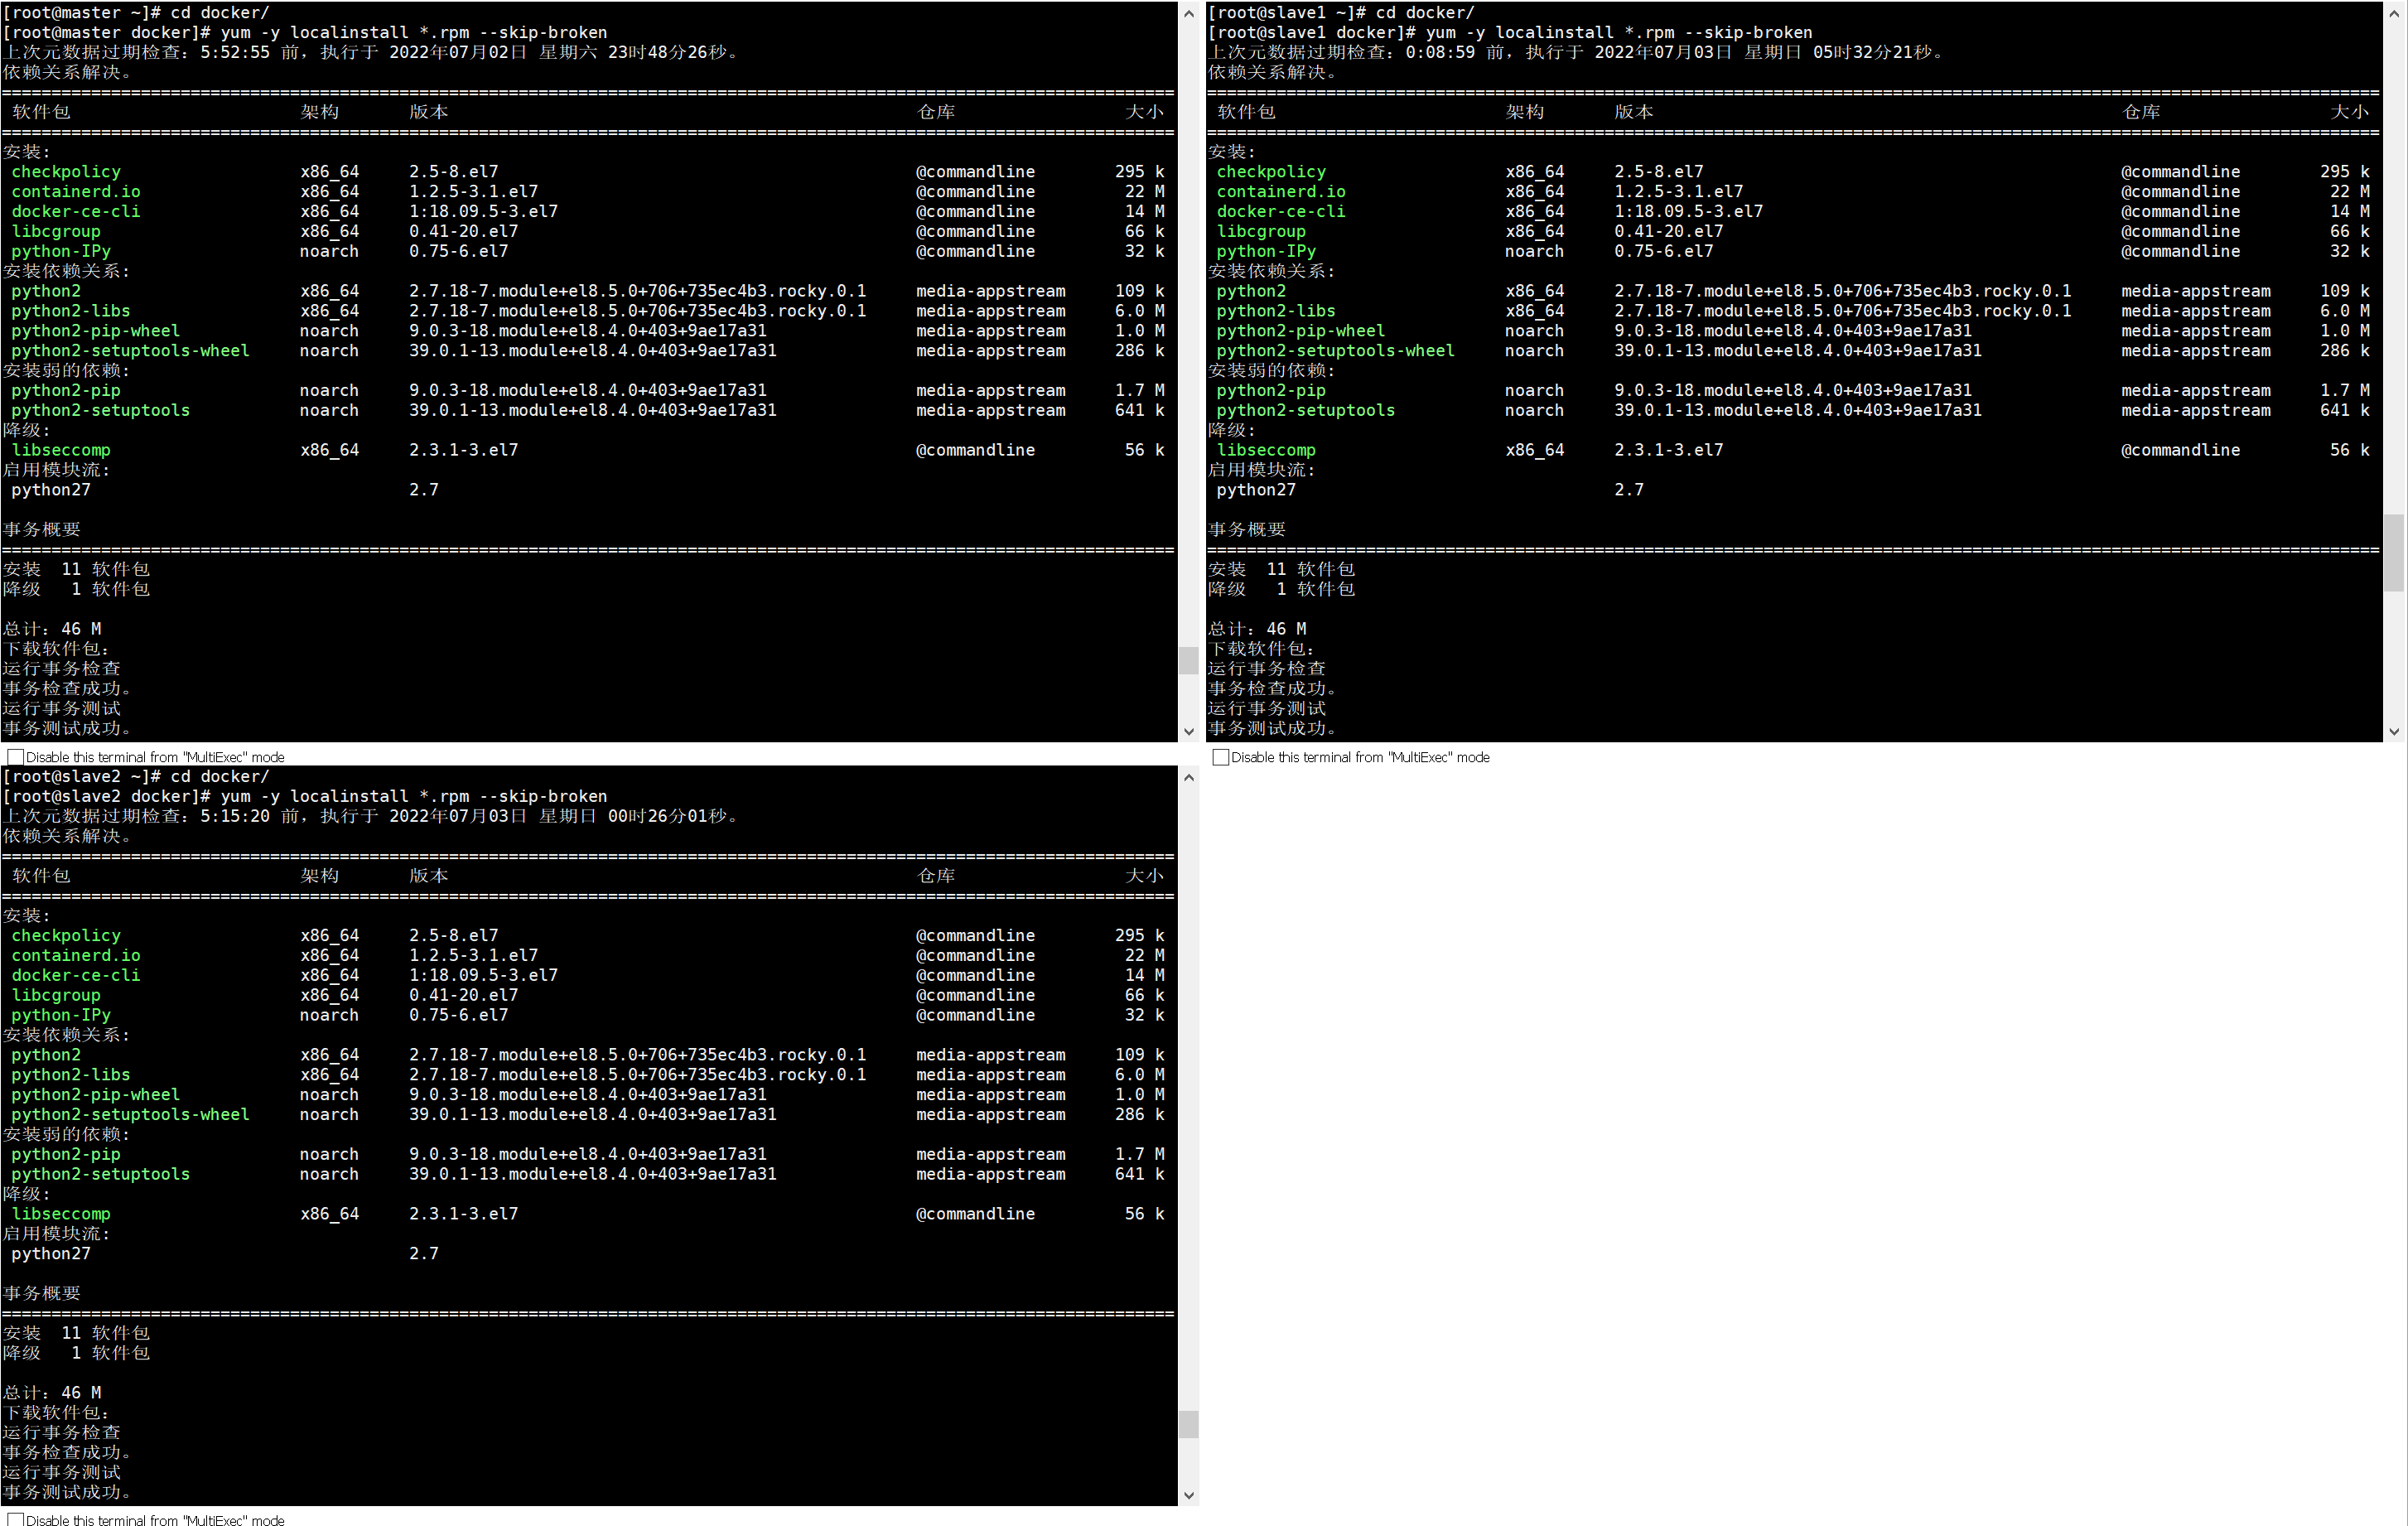 [root@master ~]# cd docker/
[root@master docker]# yum -y localinstall *.rpm --skip-broken
上次元数据过期检查：5:52:55 前，执行于 2022年07月02日 星期六 23时48分26秒。
依赖关系解决。
================================================================================
软件包 架构 版本 仓库 大小
================================================================================
安装:
checkpolicy x86_64 2.5-8.el7 @commandline 295 k
containerd.io x86_64 1.2.5-3.1.el7 @commandline 22 M
docker-ce-cli x86_64 1:18.09.5-3.el7 @commandline 14 M
libcgroup x86_64 0.41-20.el7 @commandline 66 k
python-IPy noarch 0.75-6.el7 @commandline 32 k
安装依赖关系:
python2 x86_64 2.7.18-7.module+el8.5.0+706+735ec4b3.rocky.0.1 media-appstream 109 k
python2-libs x86_64 2.7.18-7.module+el8.5.0+706+735ec4b3.rocky.0.1 media-appstream 6.0 M
python2-pip-wheel noarch 9.0.3-18.module+el8.4.0+403+9ae17a31 media-appstream 1.0 M
python2-setuptools-wheel noarch 39.0.1-13.module+el8.4.0+403+9ae17a31 media-appstream 286 k
安装弱的依赖:
python2-pip noarch 9.0.3-18.module+el8.4.0+403+9ae17a31 media-appstream 1.7 M
python2-setuptools noarch 39.0.1-13.module+el8.4.0+403+9ae17a31 media-appstream 641 k
降级:
libseccomp x86_64 2.3.1-3.el7 @commandline 56 k
启用模块流:
python27 2.7
事务概要
================================================================================
安装 11 软件包
降级 1 软件包
总计：46 M
下载软件包：
运行事务检查
事务检查成功。
运行事务测试
事务测试成功。
Disable this terminal from "MultiExec" mode
[root@slave1 ~]# cd docker/
[root@slave1 docker]# yum -y localinstall *.rpm --skip-broken
上次元数据过期检查：0:08:59 前，执行于 2022年07月03日 星期日 05时32分21秒。
依赖关系解决。
================================================================================
软件包 架构 版本 仓库 大小
================================================================================
安装:
checkpolicy x86_64 2.5-8.el7 @commandline 295 k
containerd.io x86_64 1.2.5-3.1.el7 @commandline 22 M
docker-ce-cli x86_64 1:18.09.5-3.el7 @commandline 14 M
libcgroup x86_64 0.41-20.el7 @commandline 66 k
python-IPy noarch 0.75-6.el7 @commandline 32 k
安装依赖关系:
python2 x86_64 2.7.18-7.module+el8.5.0+706+735ec4b3.rocky.0.1 media-appstream 109 k
python2-libs x86_64 2.7.18-7.module+el8.5.0+706+735ec4b3.rocky.0.1 media-appstream 6.0 M
python2-pip-wheel noarch 9.0.3-18.module+el8.4.0+403+9ae17a31 media-appstream 1.0 M
python2-setuptools-wheel noarch 39.0.1-13.module+el8.4.0+403+9ae17a31 media-appstream 286 k
安装弱的依赖:
python2-pip noarch 9.0.3-18.module+el8.4.0+403+9ae17a31 media-appstream 1.7 M
python2-setuptools noarch 39.0.1-13.module+el8.4.0+403+9ae17a31 media-appstream 641 k
降级:
libseccomp x86_64 2.3.1-3.el7 @commandline 56 k
启用模块流:
python27 2.7
事务概要
================================================================================
安装 11 软件包
降级 1 软件包
总计：46 M
下载软件包：
运行事务检查
事务检查成功。
运行事务测试
事务测试成功。
Disable this terminal from "MultiExec" mode
[root@slave2 ~]# cd docker/
[root@slave2 docker]# yum -y localinstall *.rpm --skip-broken
上次元数据过期检查：5:15:20 前，执行于 2022年07月03日 星期日 00时26分01秒。
依赖关系解决。
================================================================================
软件包 架构 版本 仓库 大小
================================================================================
安装:
checkpolicy x86_64 2.5-8.el7 @commandline 295 k
containerd.io x86_64 1.2.5-3.1.el7 @commandline 22 M
docker-ce-cli x86_64 1:18.09.5-3.el7 @commandline 14 M
libcgroup x86_64 0.41-20.el7 @commandline 66 k
python-IPy noarch 0.75-6.el7 @commandline 32 k
安装依赖关系:
python2 x86_64 2.7.18-7.module+el8.5.0+706+735ec4b3.rocky.0.1 media-appstream 109 k
python2-libs x86_64 2.7.18-7.module+el8.5.0+706+735ec4b3.rocky.0.1 media-appstream 6.0 M
python2-pip-wheel noarch 9.0.3-18.module+el8.4.0+403+9ae17a31 media-appstream 1.0 M
python2-setuptools-wheel noarch 39.0.1-13.module+el8.4.0+403+9ae17a31 media-appstream 286 k
安装弱的依赖:
python2-pip noarch 9.0.3-18.module+el8.4.0+403+9ae17a31 media-appstream 1.7 M
python2-setuptools noarch 39.0.1-13.module+el8.4.0+403+9ae17a31 media-appstream 641 k
降级:
libseccomp x86_64 2.3.1-3.el7 @commandline 56 k
启用模块流:
python27 2.7
事务概要
================================================================================
安装 11 软件包
降级 1 软件包
总计：46 M
下载软件包：
运行事务检查
事务检查成功。
运行事务测试
事务测试成功。
Disable this terminal from "MultiExec" mode